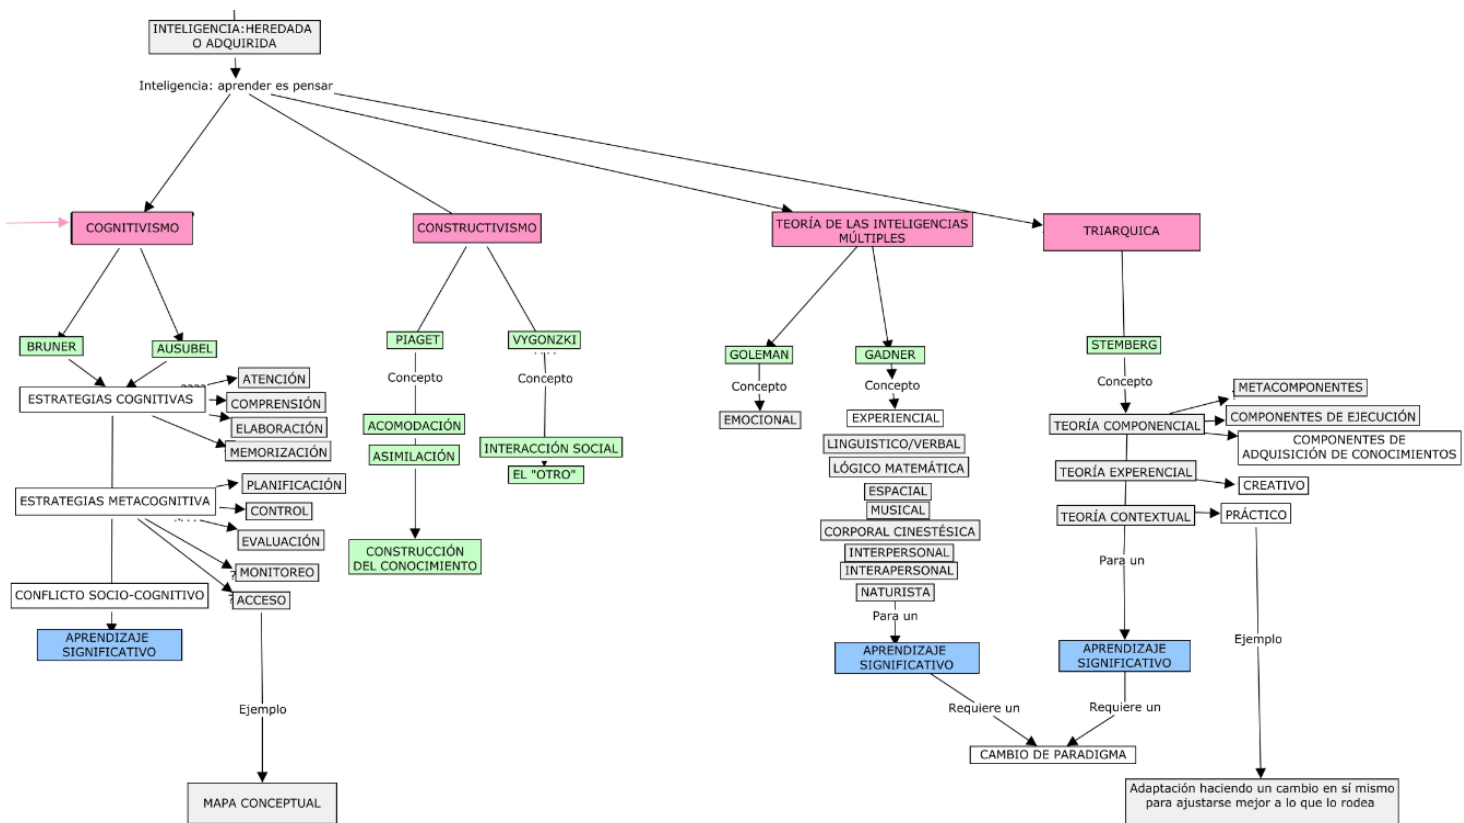 INTELIGENCIA:HEREDADA
O ADQUIRIDA
Inteligencia: aprender es pensar
COGNITIVISMO
CONSTRUCTIVISMO
TEORÍA DE LAS INTELIGENCIAS
MÚLTIPLES
TRIARQUICA
BRUNER
AUSUBEL
ESTRATEGIAS COGNITIVAS
ATENCIÓN
COMPRENSIÓN
ELABORACIÓN
MEMORIZACIÓN
ESTRATEGIAS METACOGNITIVA
PLANIFICACIÓN
CONTROL
EVALUACIÓN
MONITOREO
ACCESO
CONFLICTO SOCIO-COGNITIVO
APRENDIZAJE
SIGNIFICATIVO
Ejemplo
MAPA CONCEPTUAL
PIAGET
Concepto
ACOMODACIÓN
ASIMILACIÓN
CONSTRUCCIÓN
DEL CONOCIMIENTO
VYGONZKI
Concepto
INTERACCIÓN SOCIAL
EL "OTRO"
GOLEMAN
Concepto
EMOCIONAL
GADNER
Concepto
EXPERIENCIAL
LINGUISTICO/VERBAL
LÓGICO MATEMÁTICA
ESPACIAL
MUSICAL
CORPORAL CINESTÉSICA
INTERPERSONAL
INTERAPERSONAL
NATURISTA
Para un
APRENDIZAJE
SIGNIFICATIVO
Requiere un
STEMBERG
Concepto
TEORÍA COMPONENCIAL
METACOMPONENTES
COMPONENTES DE EJECUCIÓN
COMPONENTES DE
ADQUISICIÓN DE CONOCIMIENTOS
TEORÍA EXPERENCIAL
CREATIVO
TEORÍA CONTEXTUAL
PRÁCTICO
Para un
APRENDIZAJE
SIGNIFICATIVO
Requiere un
CAMBIO DE PARADIGMA
Ejemplo
Adaptación haciendo un cambio en sí mismo
para ajustarse mejor a lo que lo rodea